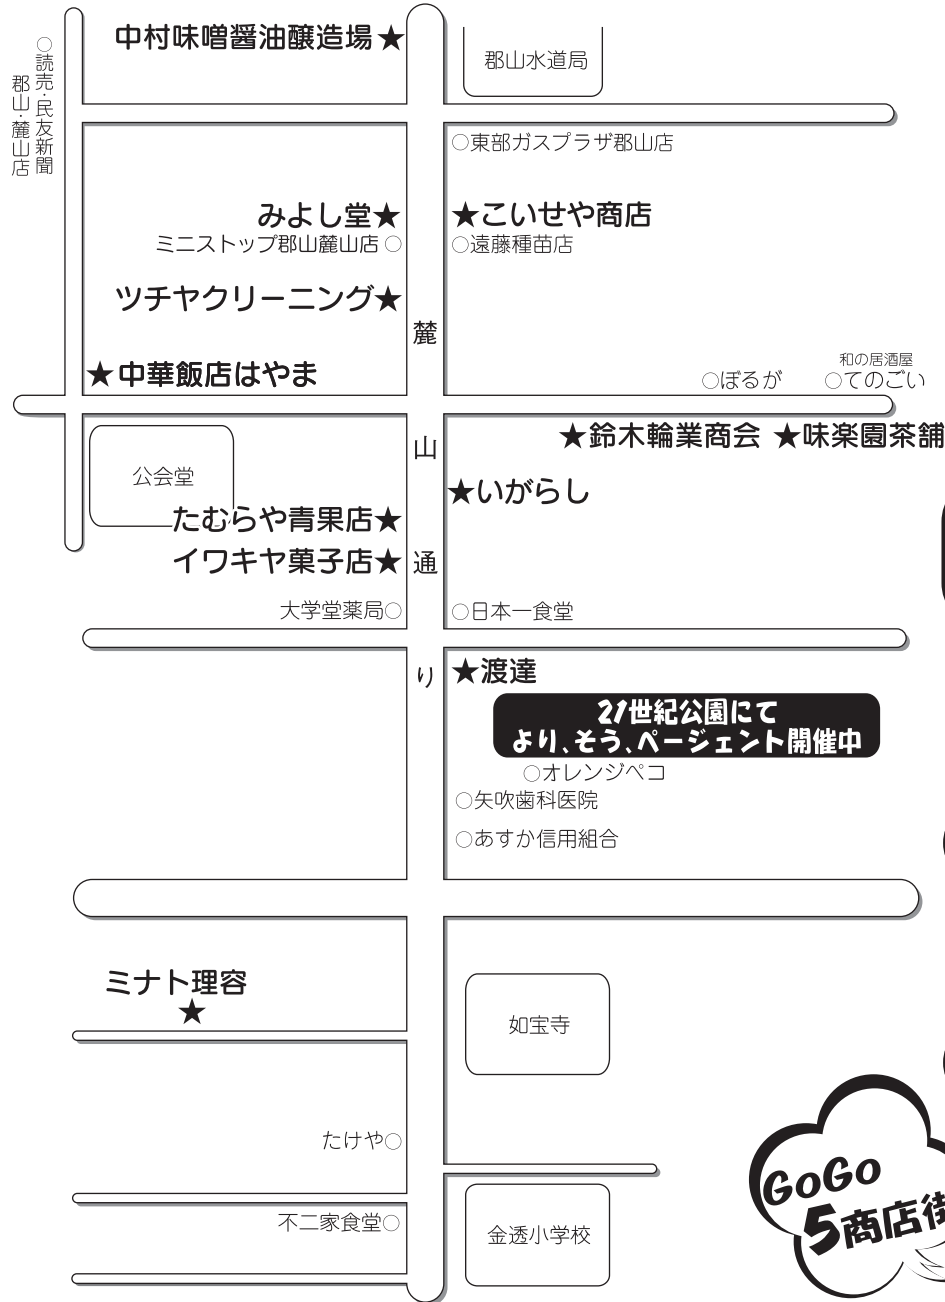 中村味噌醤油醸造場★
郡山水道局
○読売・民友新聞
郡山・麓山店
○東部ガスプラザ郡山店
みよし堂★
★こいせや商店
ミニストップ郡山麓山店○
○遠藤種苗店
ツチヤクリーニング★
麓山通り
★中華飯店はやま
○ぼるが
和の居酒屋
○てのごい
★鈴木輪業商会 ★味楽園茶舗
公会堂
★いがらし
たむらや青果店★
イワキヤ菓子店★
大学堂薬局○
○日本一食堂
★渡達
21世紀公園にて
より、そう、ページェント開催中
○オレンジペコ
○矢吹歯科医院
○あすか信用組合
ミナト理容
★
如宝寺
たけや○
不二家食堂○
金透小学校
GoGo
5商店街